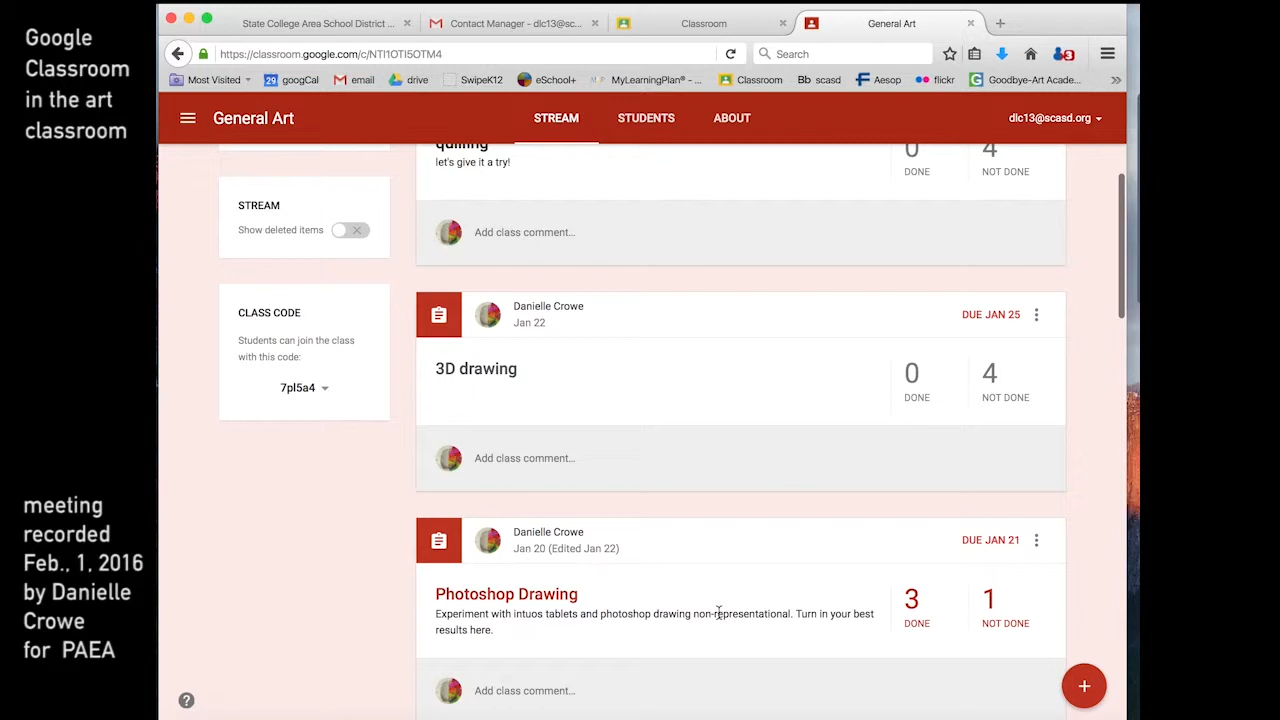 Google
Classroom
in the art
classroom
meeting
recorded
Feb., 1, 2016
by Danielle
Crowe
for PAEA
State College Area School District ...
Contact Manager - dlc13@sc...
Classroom
General Art
https://classroom.google.com/c/NTI1OTI5OTM4
Search
3
Most Visited
29 googCal
email
drive
SwipeK12
eSchool+
MyLearningPlan® -...
Classroom
Bb scasd
Aesop
flickr
Goodbye-Art Acade...
General Art
STREAM
STUDENTS
ABOUT
dlc13@scasd.org
STREAM
Show deleted items
CLASS CODE
Students can join the class
with this code:
7pl5a4
quilling
let's give it a try!
0
DONE
4
NOT DONE
Add class comment...
Danielle Crowe
Jan 22
DUE JAN 25
3D drawing
0
DONE
4
NOT DONE
Add class comment...
Danielle Crowe
Jan 20 (Edited Jan 22)
DUE JAN 21
Photoshop Drawing
Experiment with intuos tablets and photoshop drawing non-representational. Turn in your best
results here.
3
DONE
1
NOT DONE
Add class comment...